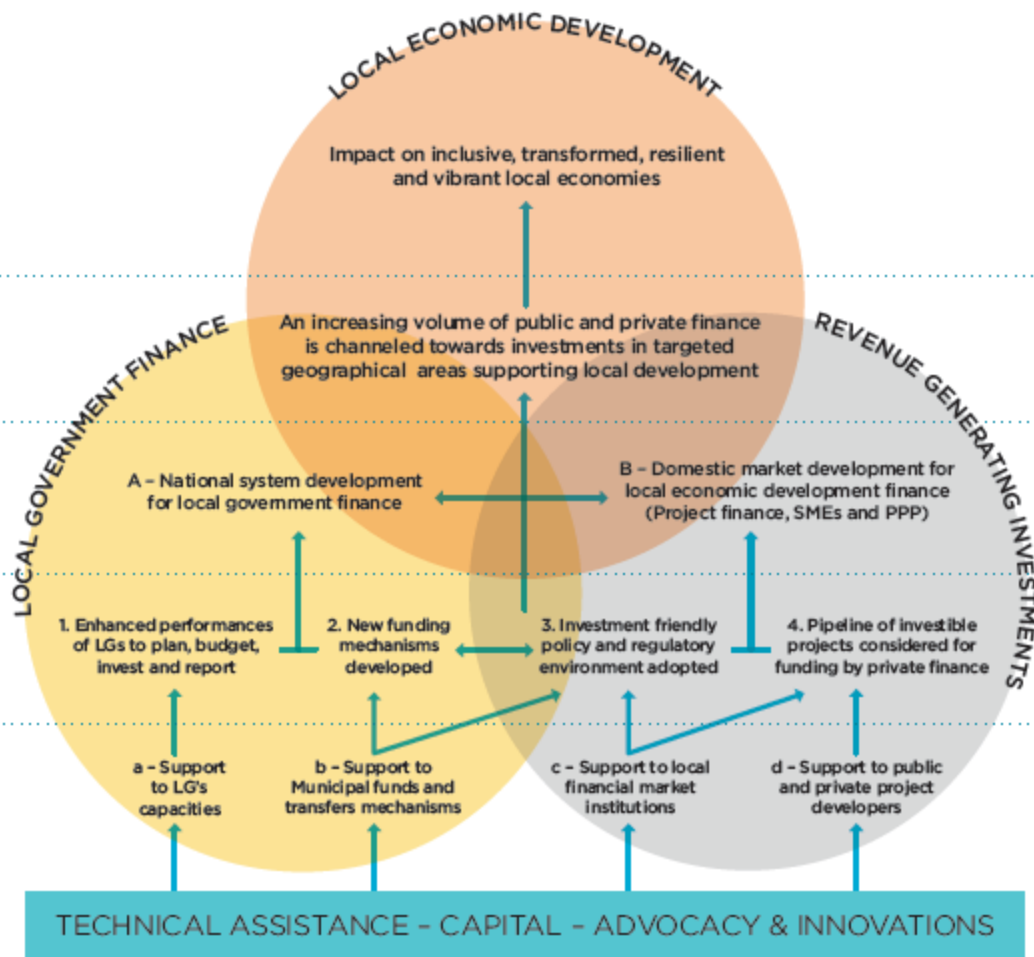 LOCAL ECONOMIC DEVELOPMENT
Impact on inclusive, transformed, resilient
and vibrant local economies
LOCAL GOVERNMENT FINANCE
REVENUE GENERATING INVESTMENTS
An increasing volume of public and private finance
is channeled towards investments in targeted
geographical areas supporting local development
A – National system development
for local government finance
B – Domestic market development for
local economic development finance
(Project finance, SMEs and PPP)
1. Enhanced performances
of LGs to plan, budget,
invest and report
2. New funding
mechanisms
developed
3. Investment friendly
policy and regulatory
environment adopted
4. Pipeline of investible
projects considered for
funding by private finance
a – Support
to LG's
capacities
b – Support to
Municipal funds and
transfers mechanisms
c – Support to local
financial market
institutions
d – Support to public
and private project
developers
TECHNICAL ASSISTANCE – CAPITAL – ADVOCACY & INNOVATIONS